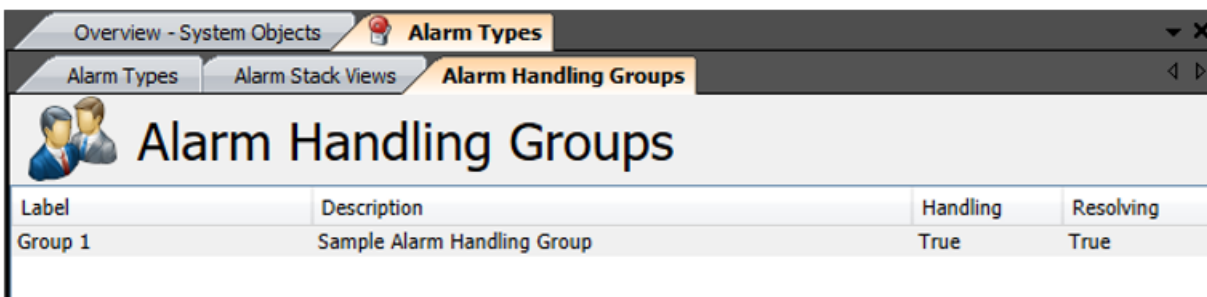 Overview - System Objects Alarm Types
Alarm Types Alarm Stack Views Alarm Handling Groups
Alarm Handling Groups
Label Description Handling Resolving
Group 1 Sample Alarm Handling Group True True